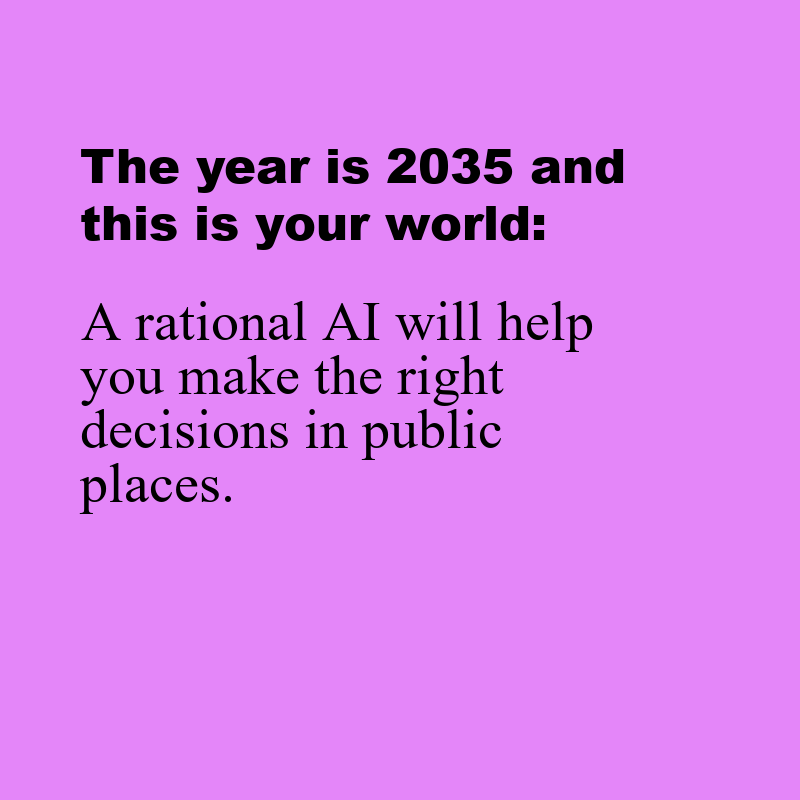 The year is 2035 and
this is your world:
A rational AI will help
you make the right
decisions in public
places.